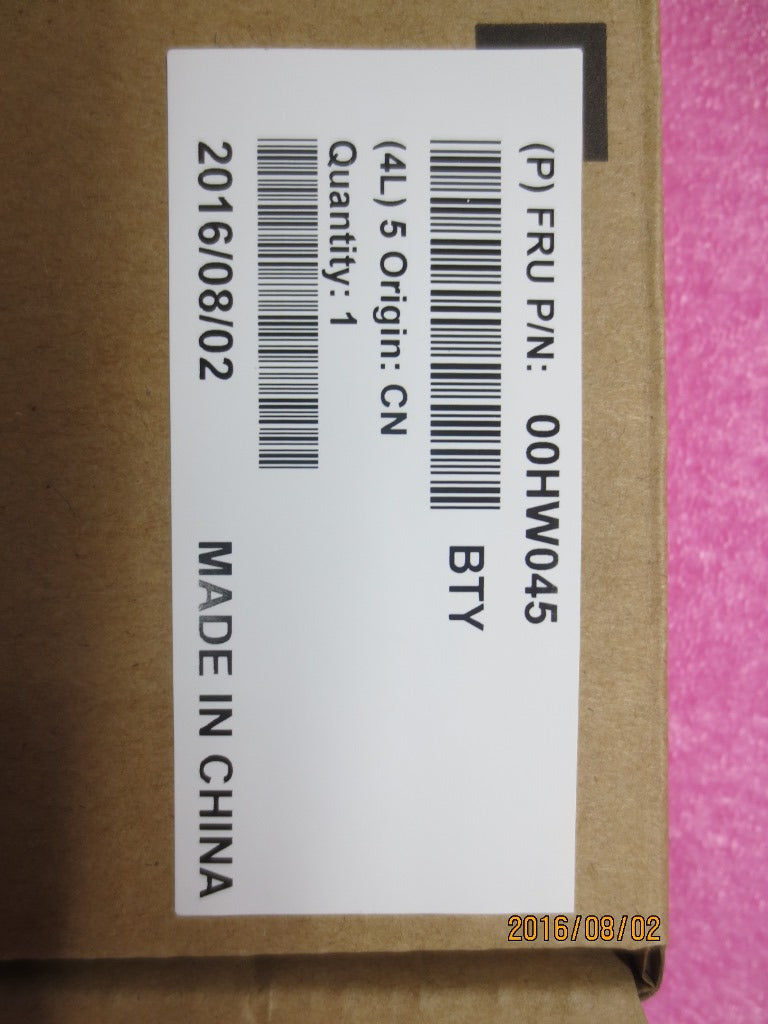 (P) FRU P/N: 00HW045
BTY
(4L) 5 Origin: CN
Quantity: 1
2016/08/02 MADE IN CHINA
2016/08/02